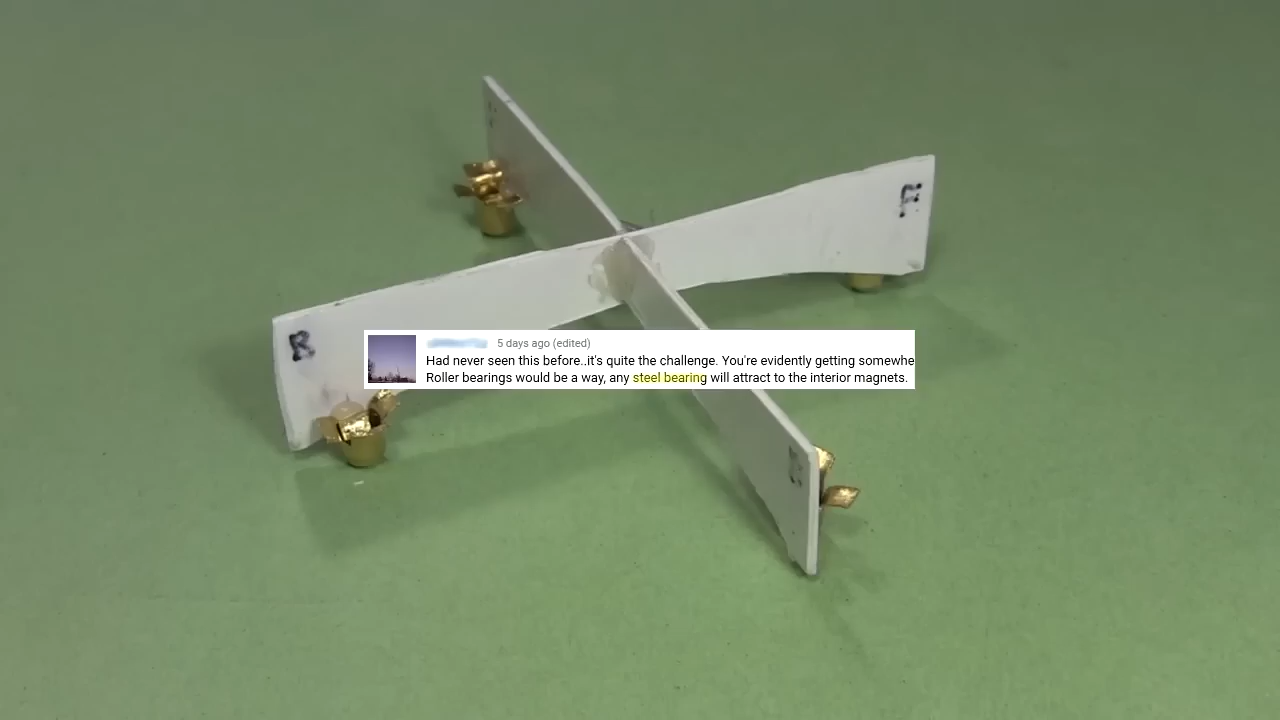 R
5 days ago (edited)
Had never seen this before..it's quite the challenge. You're evidently getting somewhe
Roller bearings would be a way, any steel bearing will attract to the interior magnets.